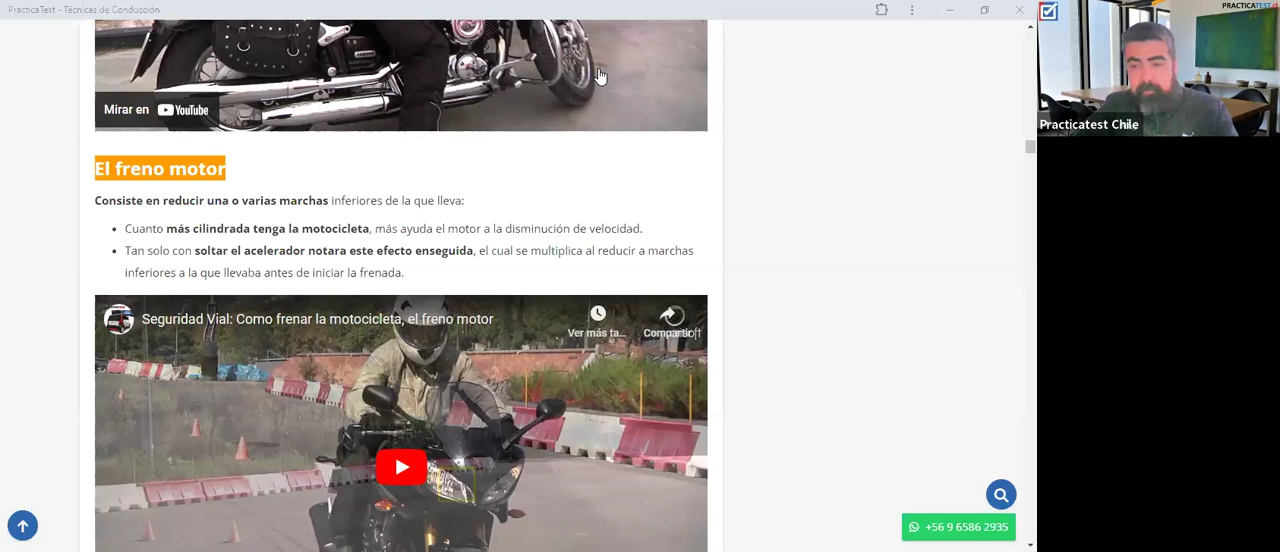 PracticaTest - Técnicas de Conducción
PRACTICATEST.cl
Mirar en YouTube
Practicatest Chile
El freno motor
Consiste en reducir una o varias marchas inferiores de la que lleva:
Cuanto más cilindrada tenga la motocicleta, más ayuda el motor a la disminución de velocidad.
Tan solo con soltar el acelerador notara este efecto enseguida, el cual se multiplica al reducir a marchas
inferiores a la que llevaba antes de iniciar la frenada.
Seguridad Vial: Como frenar la motocicleta, el freno motor
Ver más ta...
Compartir
+56 9 6586 2935